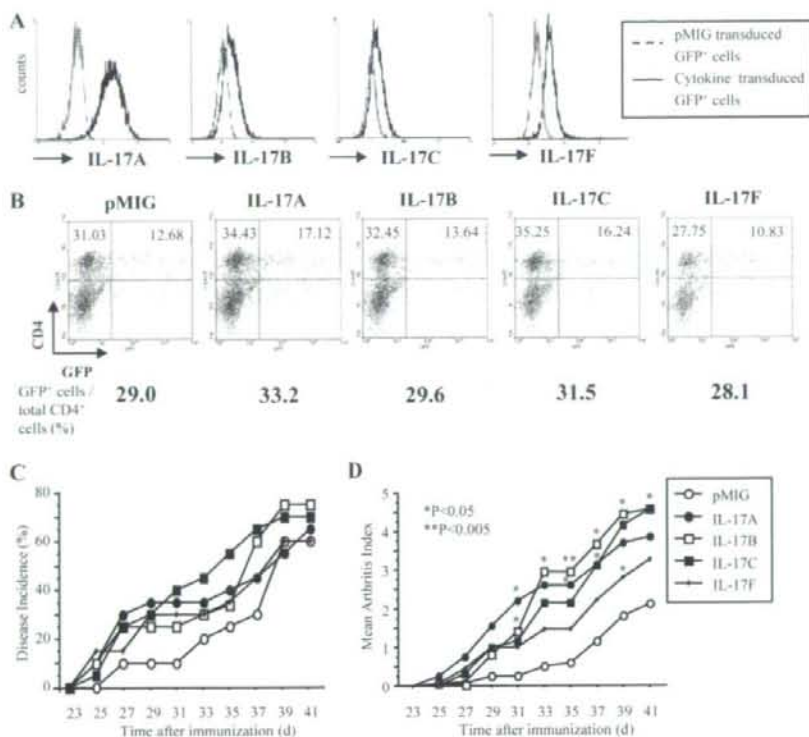 A
counts
IL-17A
IL-17B
IL-17C
IL-17F
pMIG transduced
GFP⁺ cells
Cytokine transduced
GFP⁺ cells
B
pMIG
IL-17A
IL-17B
IL-17C
IL-17F
31.03 12.68
34.43 17.12
32.45 13.64
35.25 16.24
27.75 10.83
CD4
GFP
GFP⁺ cells /
total CD4⁺
cells (%)
29.0
33.2
29.6
31.5
28.1
C
Disease Incidence (%)
80
60
40
20
0
23 25 27 29 31 33 35 37 39 41
Time after immunization (d)
D
*P<0.05
**P<0.005
Mean Arthritis Index
5
4
3
2
1
0
* * * ** * * * * *
23 25 27 29 31 33 35 37 39 41
Time after immunization (d)
pMIG
IL-17A
IL-17B
IL-17C
IL-17F